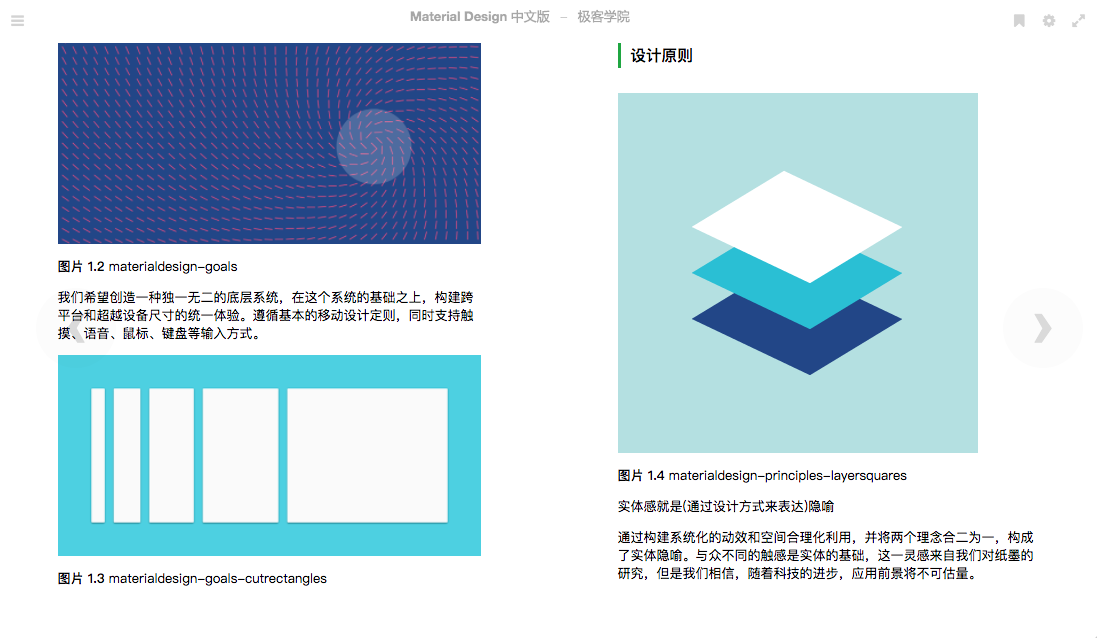 Material Design 中文版 – 极客学院
图片 1.2 materialdesign-goals
我们希望创造一种独一无二的底层系统，在这个系统的基础之上，构建跨
平台和超越设备尺寸的统一体验。遵循基本的移动设计定则，同时支持触
摸、语音、鼠标、键盘等输入方式。
图片 1.3 materialdesign-goals-cutrectangles
设计原则
图片 1.4 materialdesign-principles-layersquares
实体感就是(通过设计方式来表达)隐喻
通过构建系统化的动效和空间合理化利用，并将两个理念合二为一，构成
了实体隐喻。与众不同的触感是实体的基础，这一灵感来自我们对纸墨的
研究，但是我们相信，随着科技的进步，应用前景将不可估量。